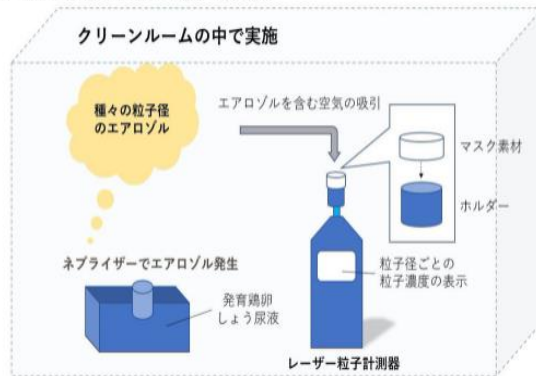 クリーンルームの中で実施
種々の粒子径
のエアロゾル
エアロゾルを含む空気の吸引
マスク素材
ホルダー
ネブライザーでエアロゾル発生
発育鶏卵
しょう尿液
粒子径ごとの
粒子濃度の表示
レーザー粒子計測器